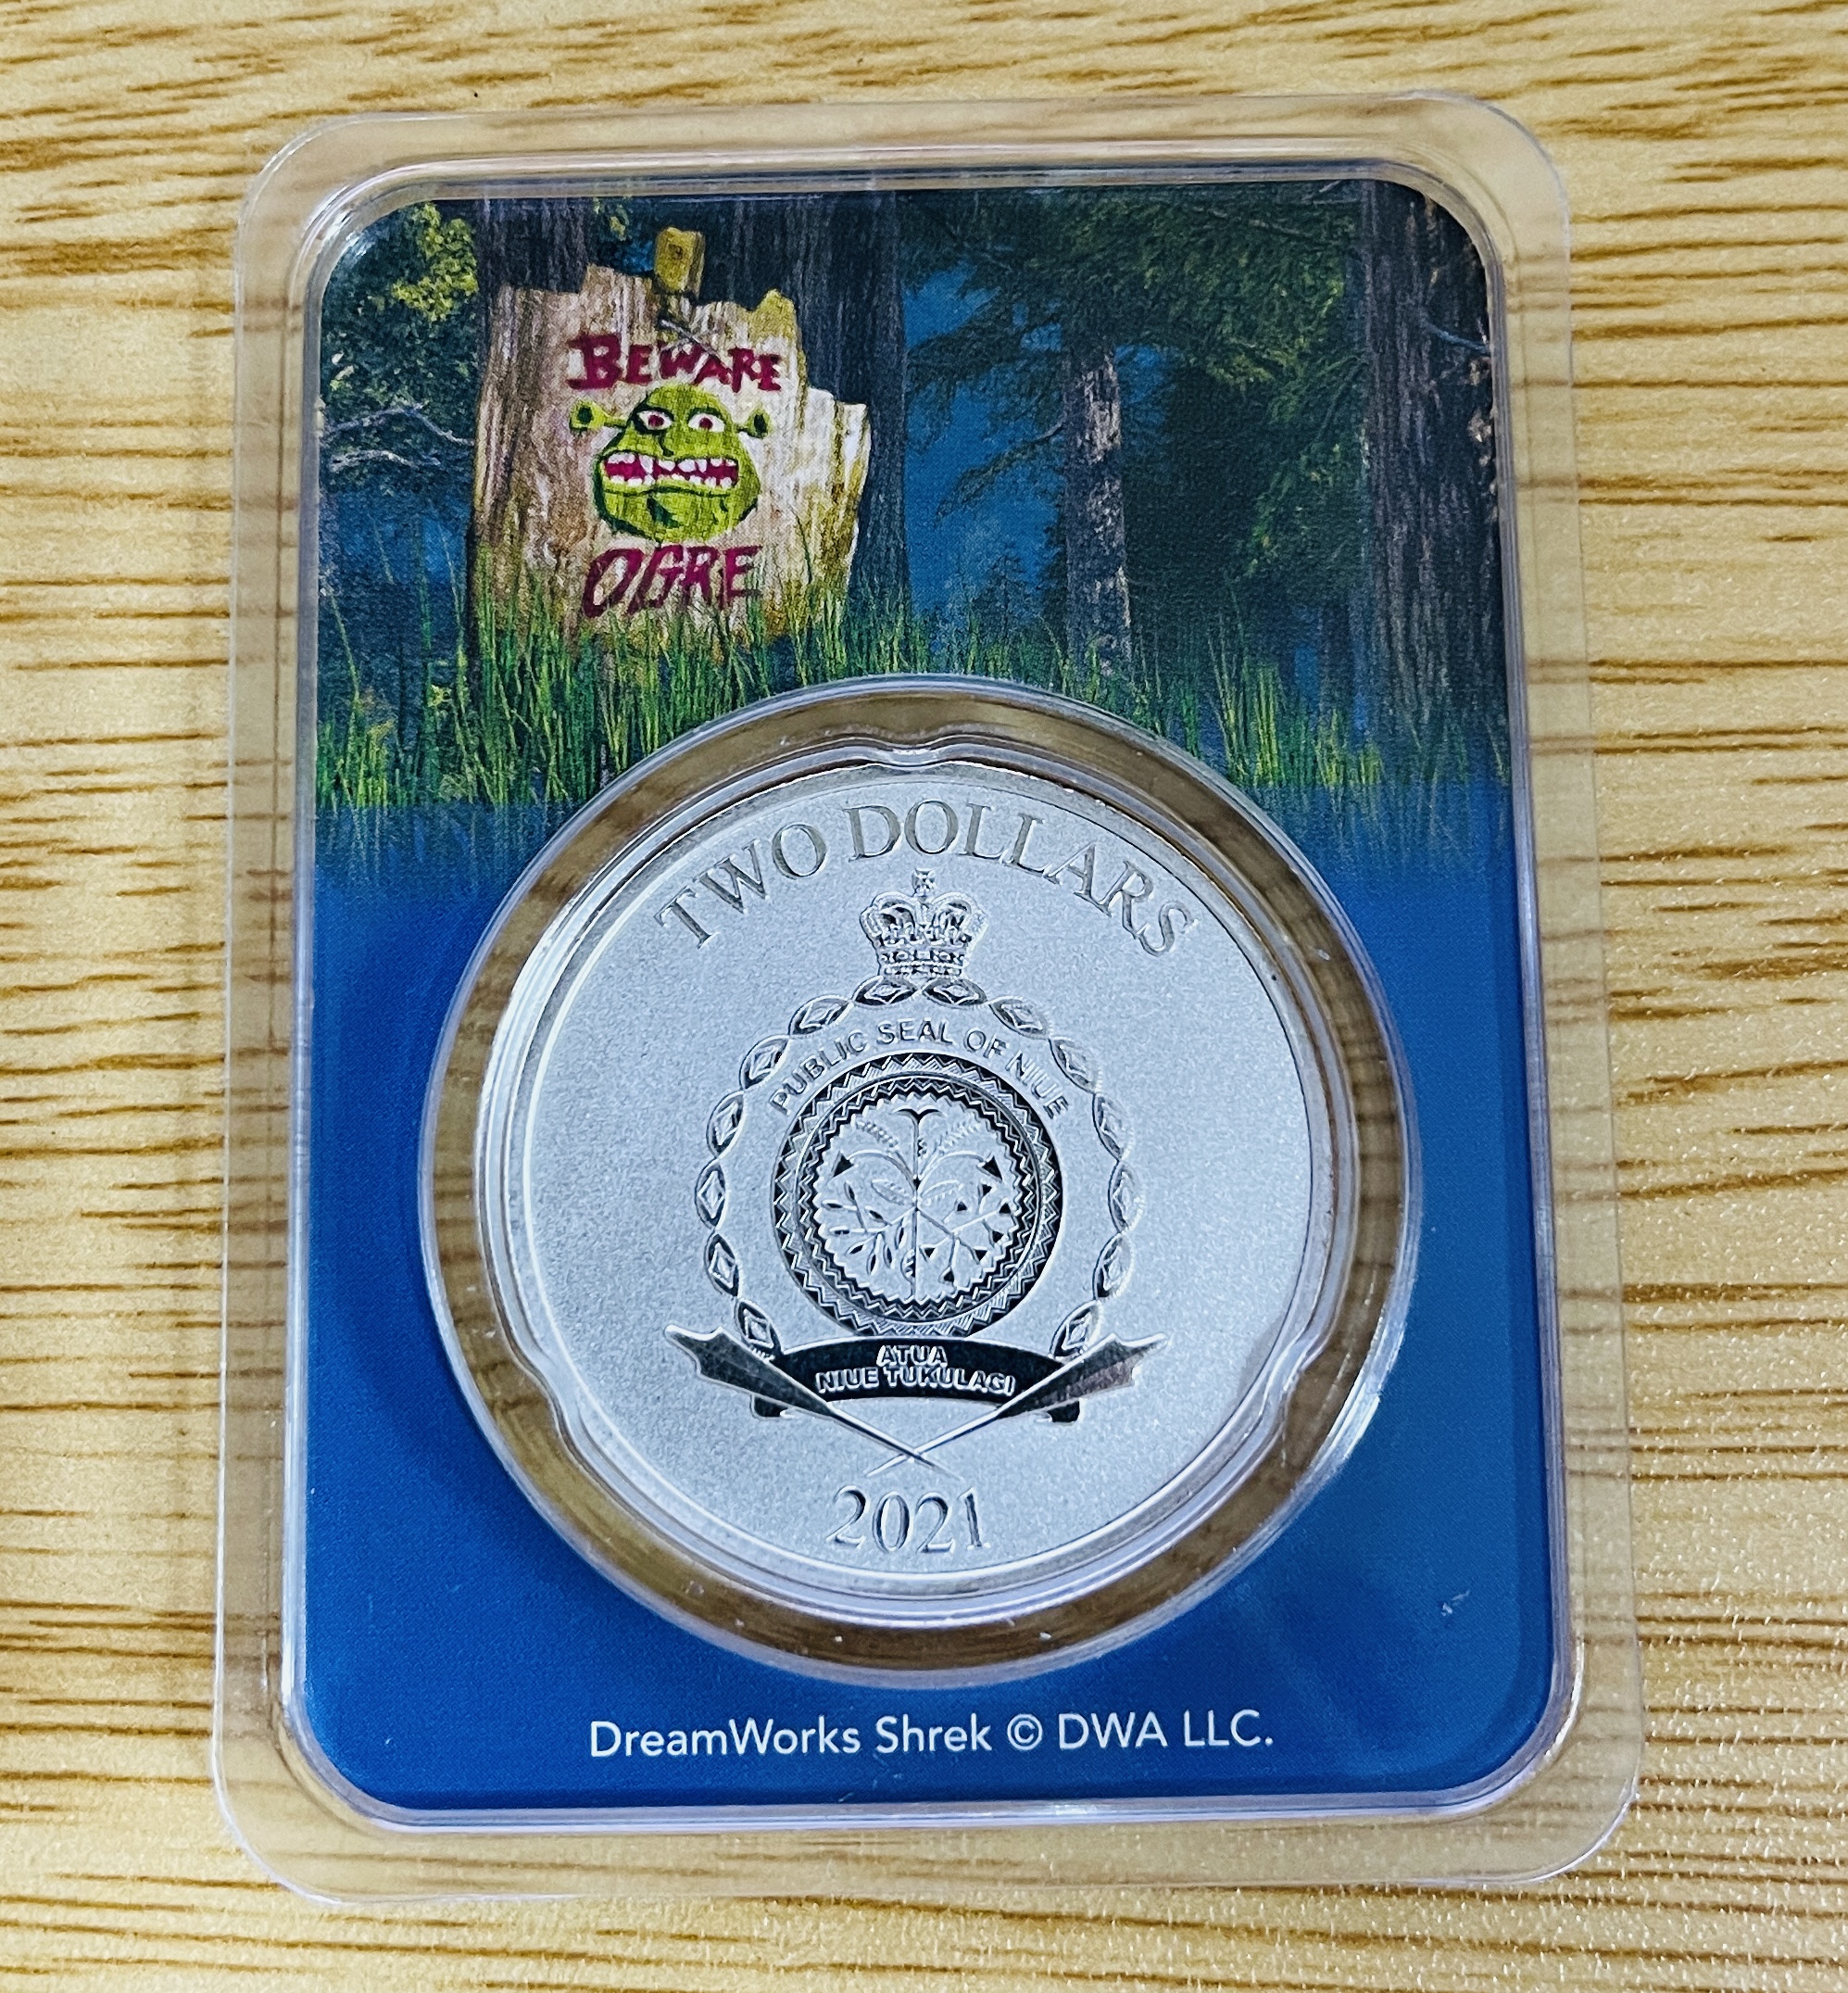 BEWARE
OGRE
TWO DOLLARS
PUBLIC SEAL OF NIUE
ATUA
NIUE TUKULAGI
2021
DreamWorks Shrek © DWA LLC.